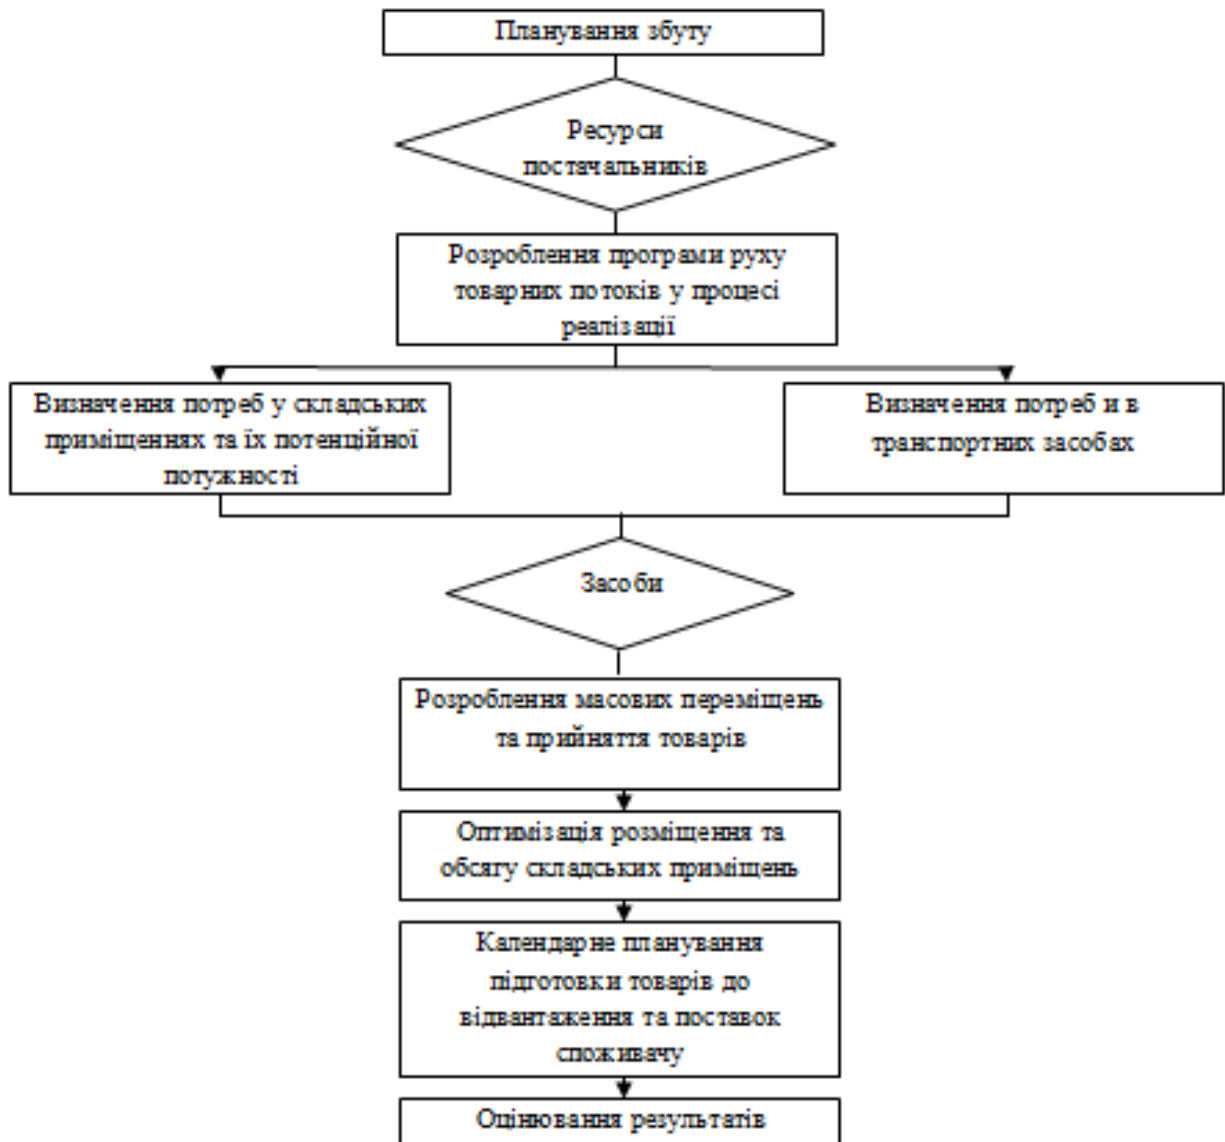 Планування збуту
Ресурси
постачальників
Розроблення програми руху
товарних потоків у процесі
реалізації
Визначення потреб у складських
приміщеннях та їх потенційної
потужності
Визначення потреб и в
транспортних засобах
Засоби
Розроблення масових переміщень
та прийняття товарів
Оптимізація розміщення та
обсягу складських приміщень
Календарне планування
підготовки товарів до
відвантаження та поставок
споживачу
Оцінювання результатів